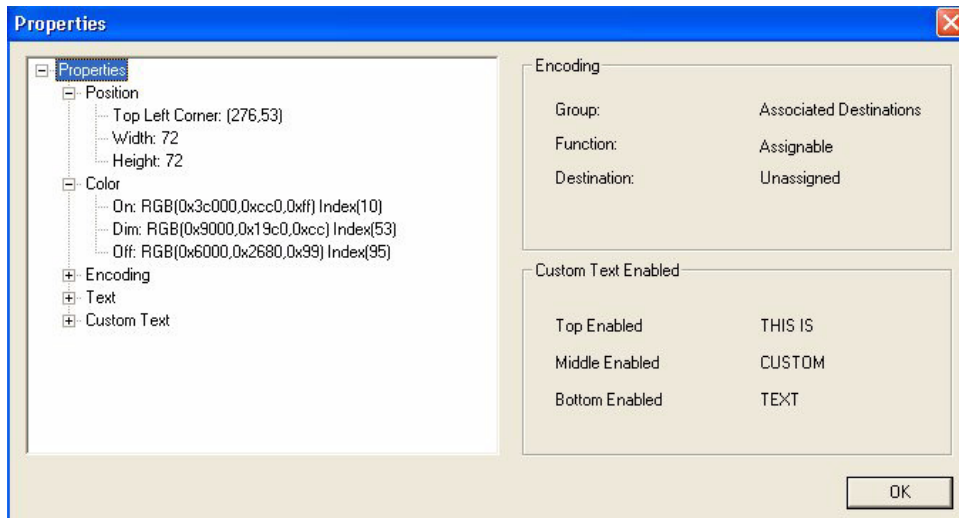 Properties
Properties
Position
Top Left Corner: (276,53)
Width: 72
Height: 72
Color
On: RGB(0x3c000,0xcc0,0xff) Index(10)
Dim: RGB(0x9000,0x19c0,0xcc) Index(53)
Off: RGB(0x6000,0x2680,0x99) Index(95)
Encoding
Text
Custom Text
Encoding
Group: Associated Destinations
Function: Assignable
Destination: Unassigned
Custom Text Enabled
Top Enabled THIS IS
Middle Enabled CUSTOM
Bottom Enabled TEXT
OK